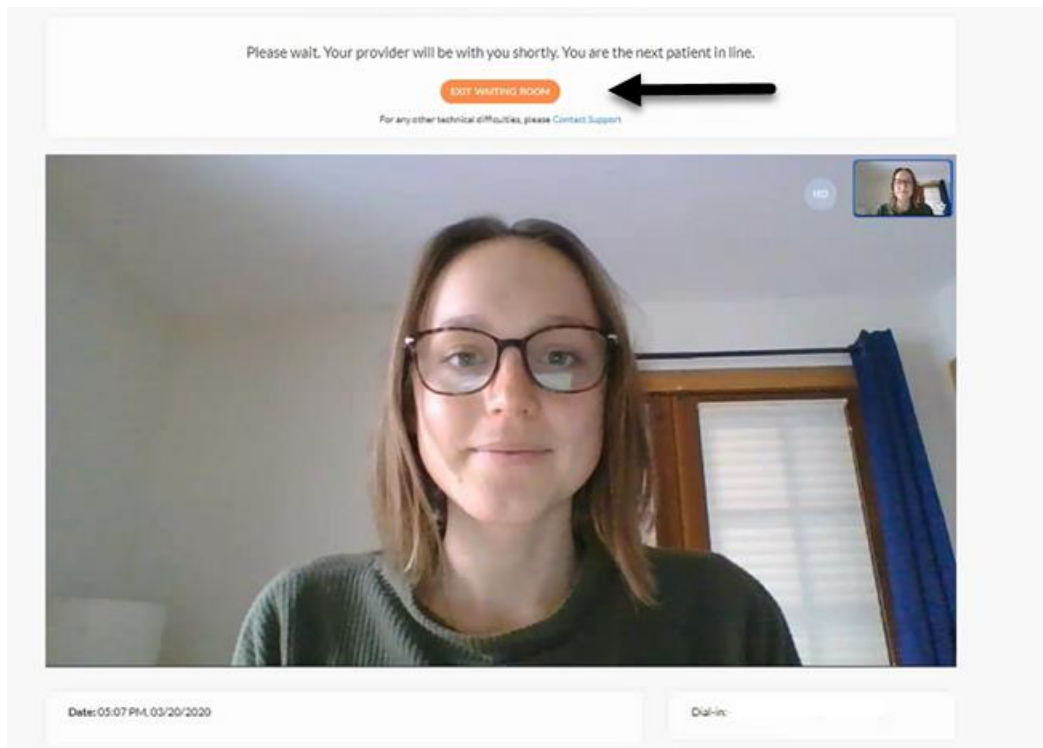 Please wait. Your provider will be with you shortly. You are the next patient in line.
EXIT WAITING ROOM
For any other technical difficulties, please Contact Support
Date: 05:07 PM, 03/20/2020
Dial-in: